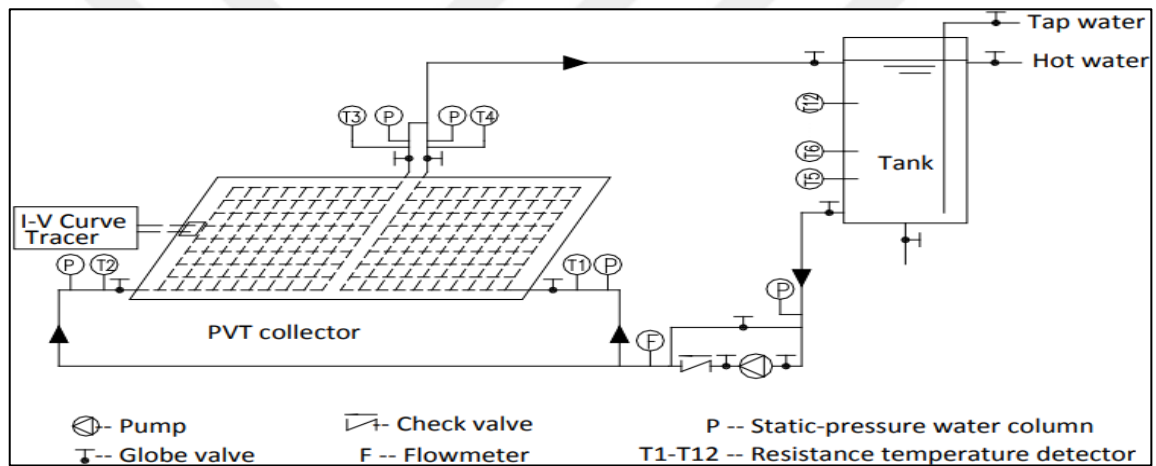 Tap water
Hot water
T3 P P T4
T12
T6
Tank
T5
I-V Curve
Tracer
P T2
T1 P
P
PVT collector
F
- Pump
Check valve
P -- Static-pressure water column
-- Globe valve
F -- Flowmeter
T1-T12 -- Resistance temperature detector